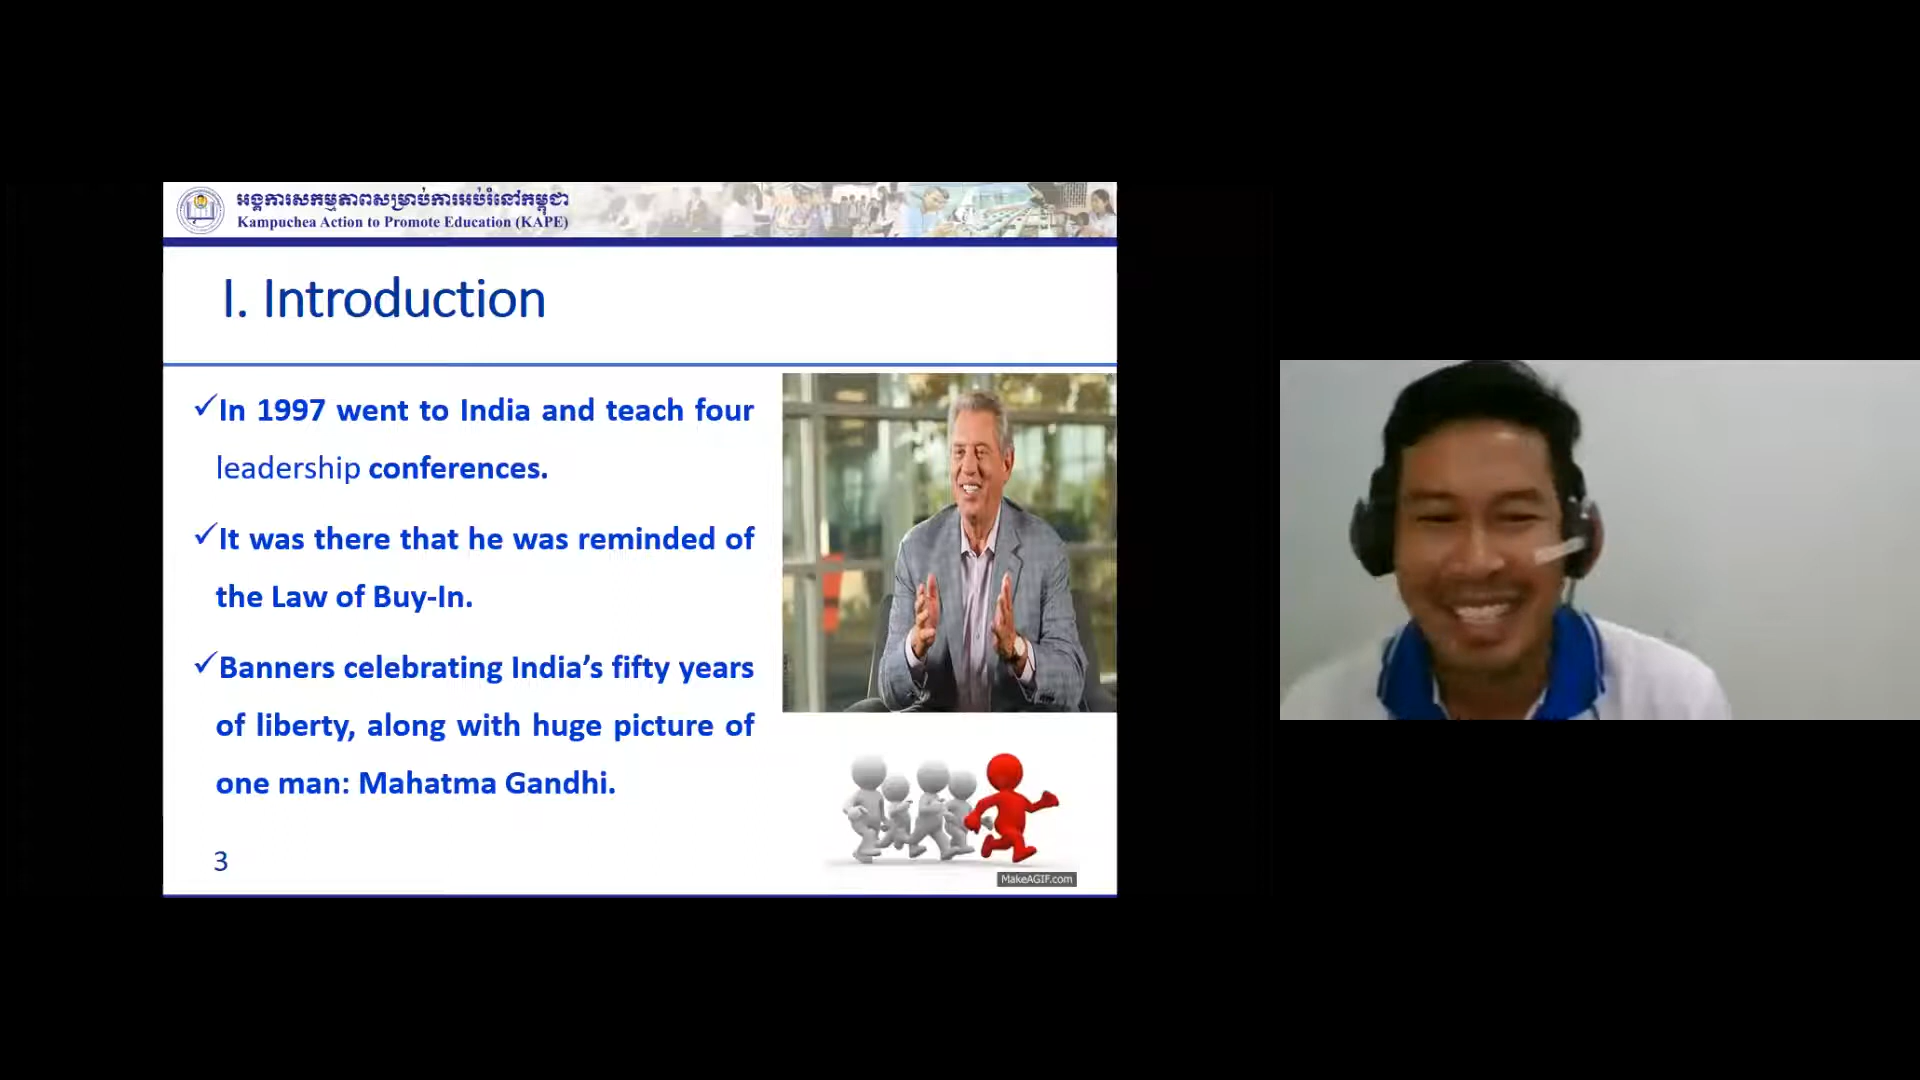 អង្គការសកម្មភាពសម្រាប់ការអប់រំនៅកម្ពុជា
Kampuchea Action to Promote Education (KAPE)
I. Introduction
✓In 1997 went to India and teach four
leadership conferences.
✓It was there that he was reminded of
the Law of Buy-In.
✓Banners celebrating India’s fifty years
of liberty, along with huge picture of
one man: Mahatma Gandhi.
3
MakeAGIF.com